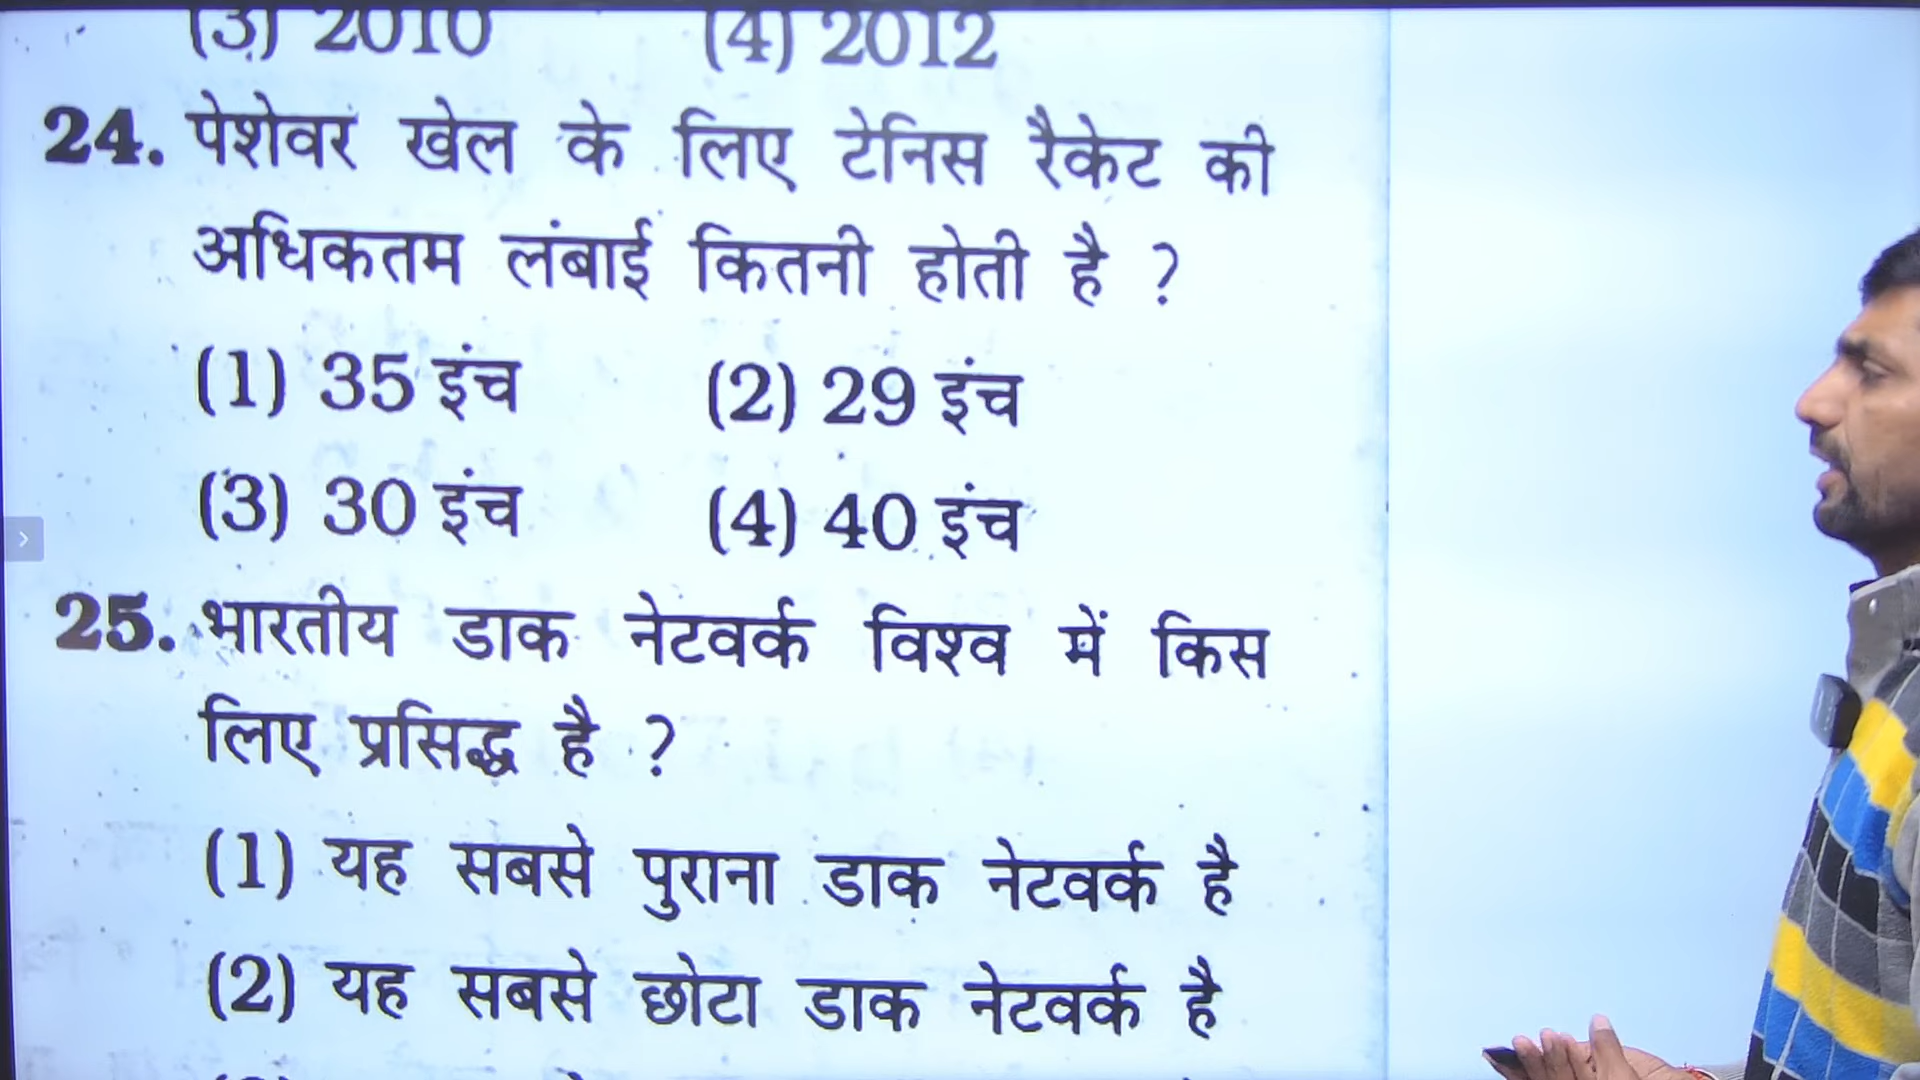 (3) 2010 (4) 2012
24. पेशेवर खेल के लिए टेनिस रैकेट की
अधिकतम लंबाई कितनी होती है ?
(1) 35 इंच (2) 29 इंच
(3) 30 इंच (4) 40 इंच
25. भारतीय डाक नेटवर्क विश्व में किस
लिए प्रसिद्ध है ?
(1) यह सबसे पुराना डाक नेटवर्क है
(2) यह सबसे छोटा डाक नेटवर्क है